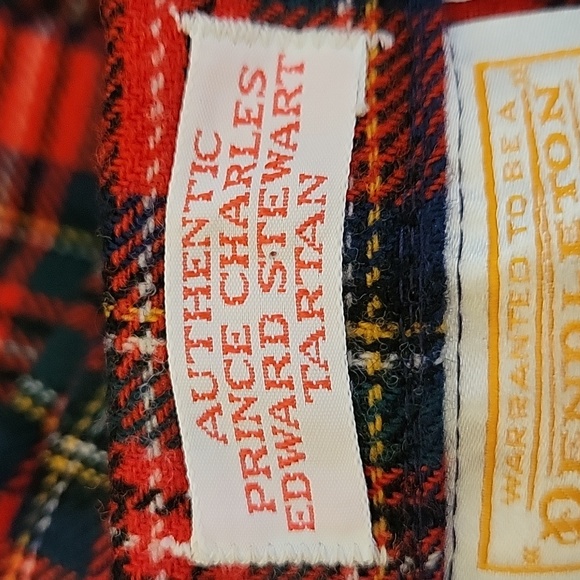 AUTHENTIC
PRINCE CHARLES
EDWARD STEWART
TARTAN
"WARRANTED TO BE A"
"PENDLETON